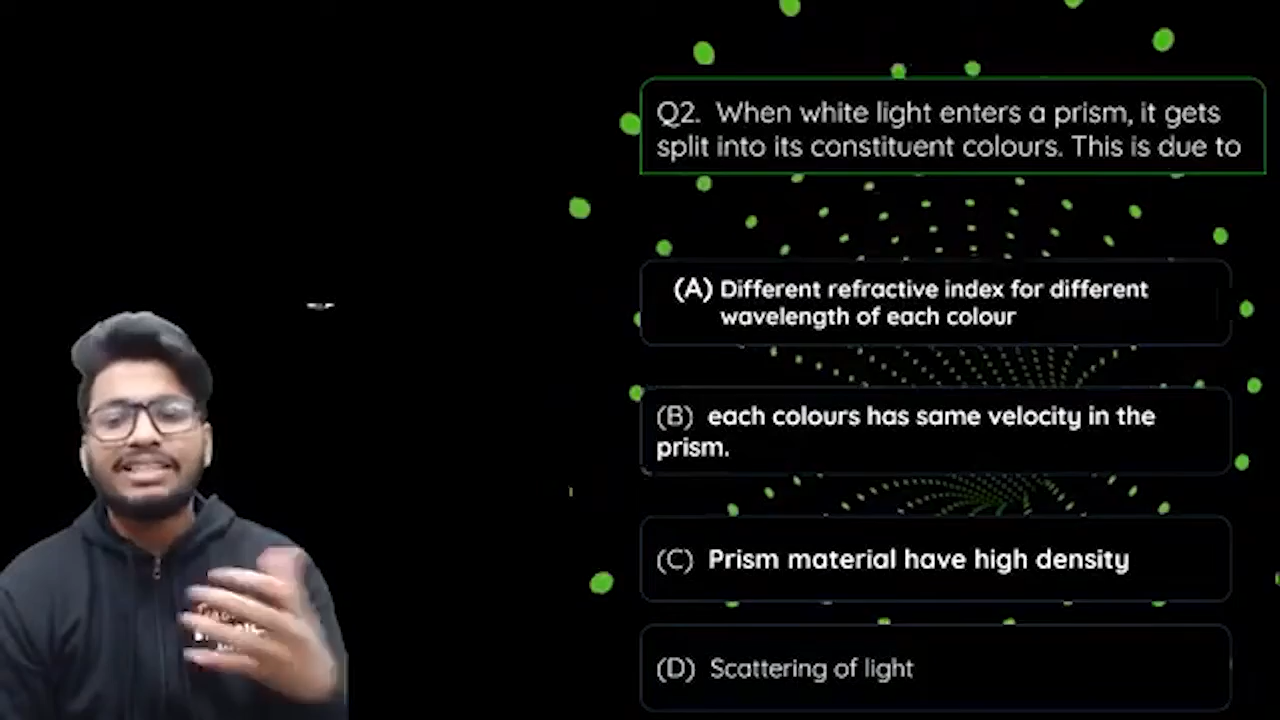 Q2. When white light enters a prism, it gets
split into its constituent colours. This is due to
(A) Different refractive index for different
wavelength of each colour
(B) each colours has same velocity in the
prism.
(C) Prism material have high density
(D) Scattering of light